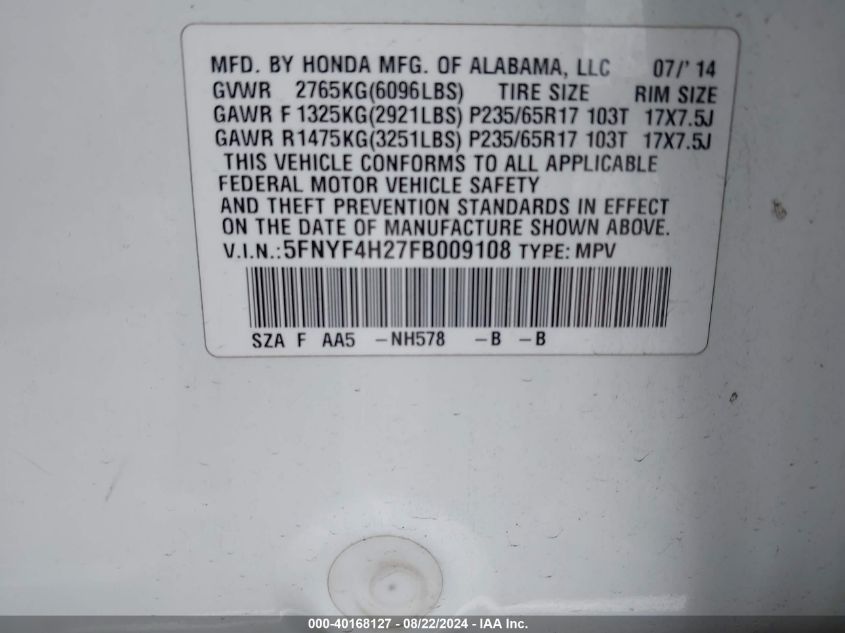 MFD. BY HONDA MFG. OF ALABAMA, LLC 07/' 14
GVWR 2765KG(6096LBS) TIRE SIZE RIM SIZE
GAWR F 1325KG(2921LBS) P235/65R17 103T 17X7.5J
GAWR R1475KG(3251LBS) P235/65R17 103T 17X7.5J
THIS VEHICLE CONFORMS TO ALL APPLICABLE
FEDERAL MOTOR VEHICLE SAFETY
AND THEFT PREVENTION STANDARDS IN EFFECT
ON THE DATE OF MANUFACTURE SHOWN ABOVE.
V.I.N.:5FNYF4H27FB009108 TYPE: MPV
SZA F AA5 -NH578 -B -B
000-40168127 - 08/22/2024 - IAA Inc.